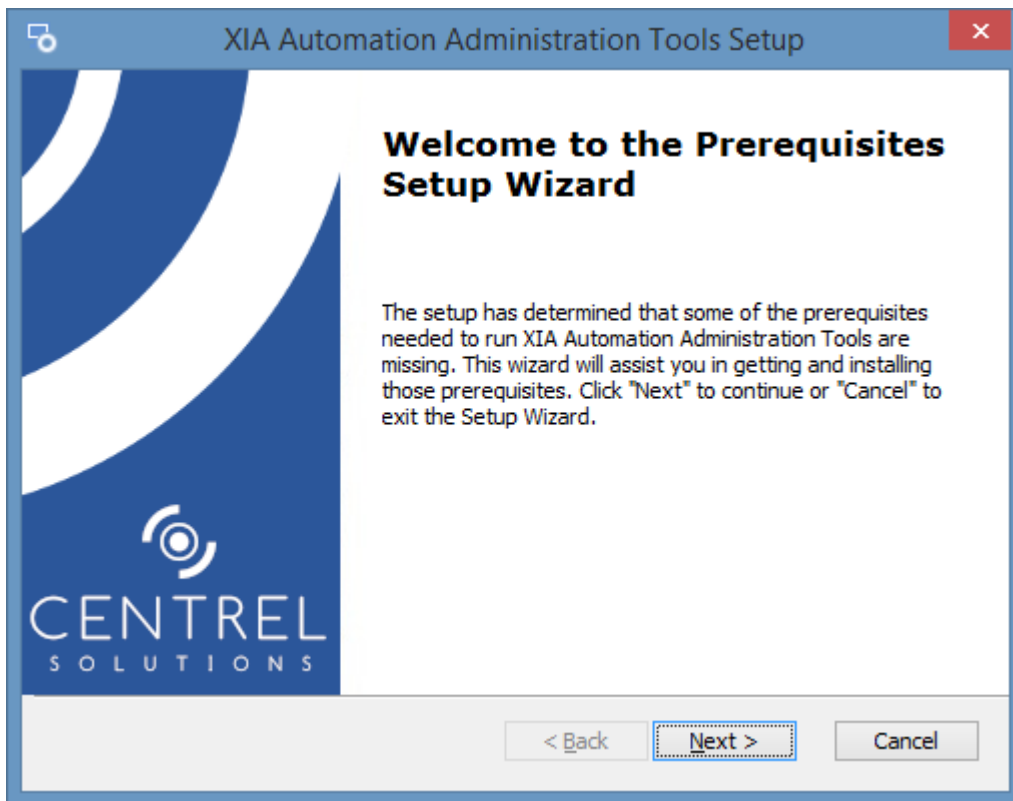 XIA Automation Administration Tools Setup
Welcome to the Prerequisites
Setup Wizard
The setup has determined that some of the prerequisites
needed to run XIA Automation Administration Tools are
missing. This wizard will assist you in getting and installing
those prerequisites. Click "Next" to continue or "Cancel" to
exit the Setup Wizard.
CENTREL
SOLUTIONS
< Back Next > Cancel